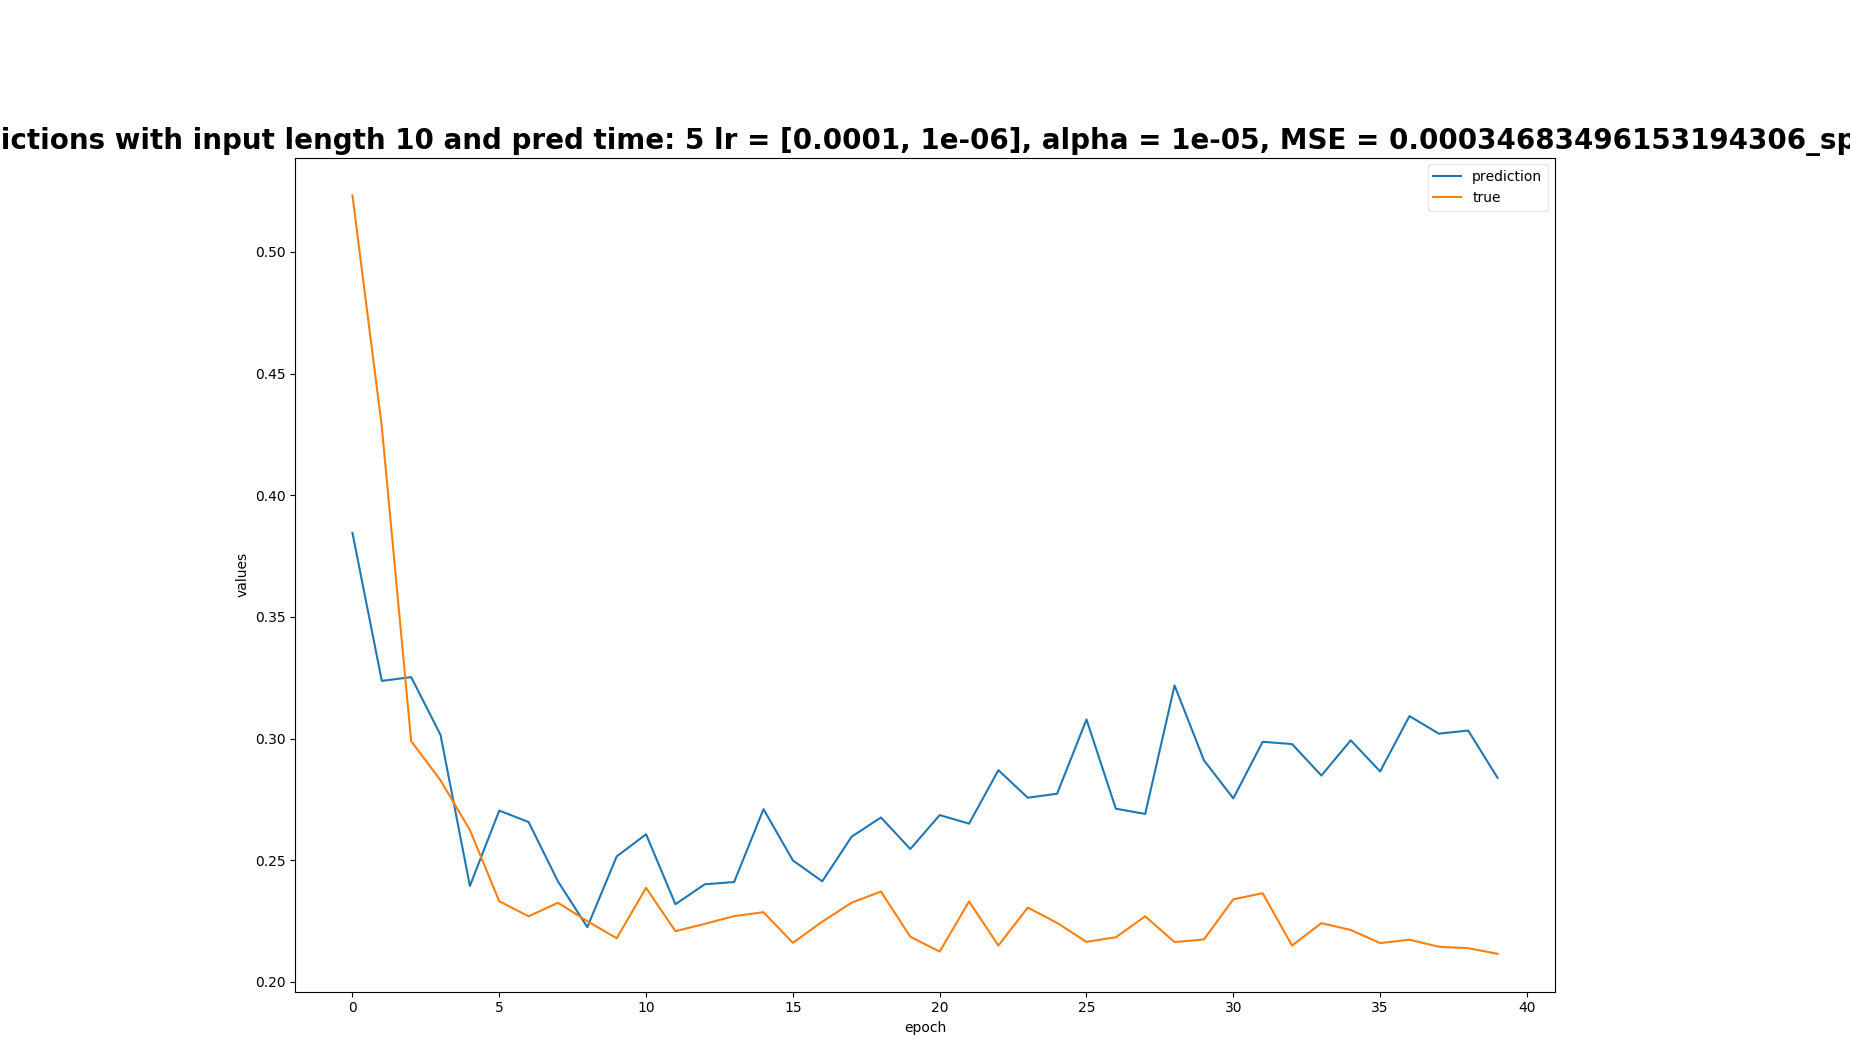 ictions with input length 10 and pred time: 5 lr = [0.0001, 1e-06], alpha = 1e-05, MSE = 0.00034683496153194306_sp
prediction
true
0.50
0.45
0.40
0.35
0.30
0.25
0.20
values
0 5 10 15 20 25 30 35 40
epoch